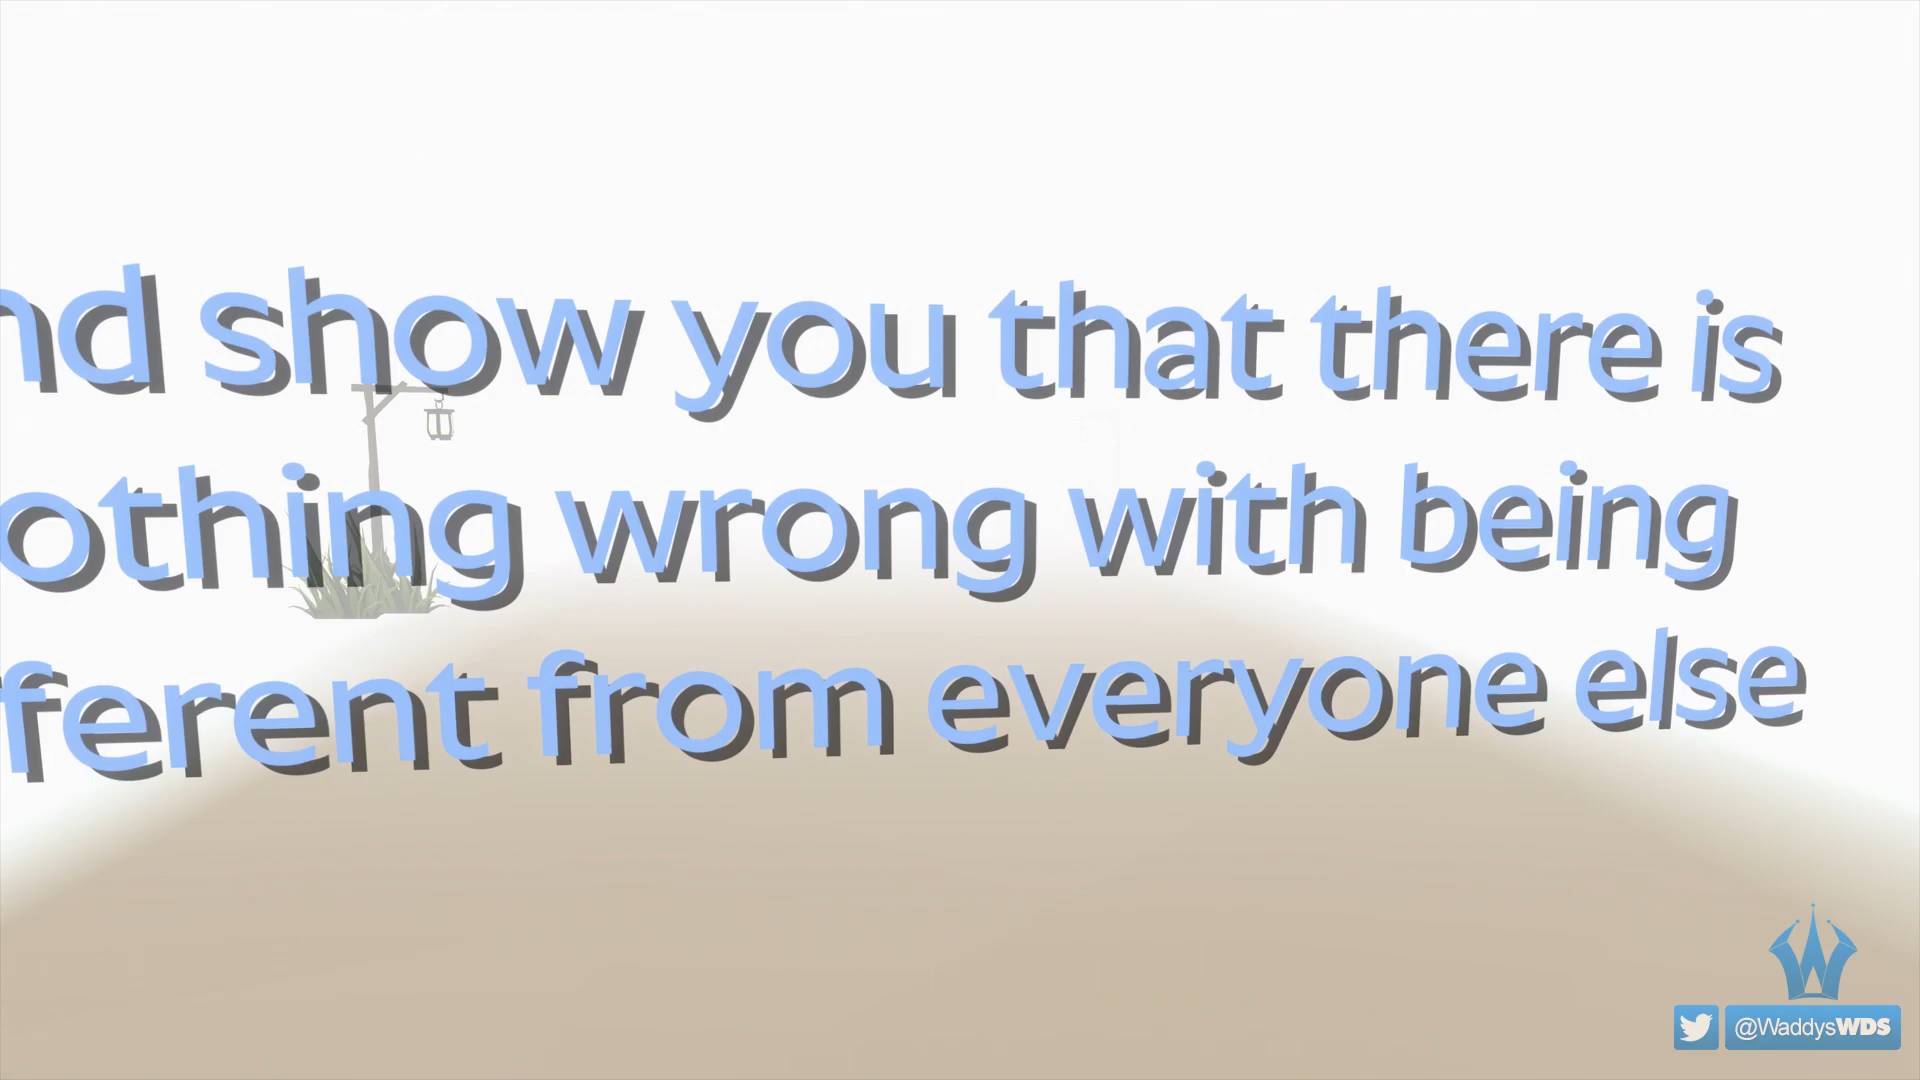 nd show you that there is
othing wrong with being
ferent from everyone else
@WaddysWDS